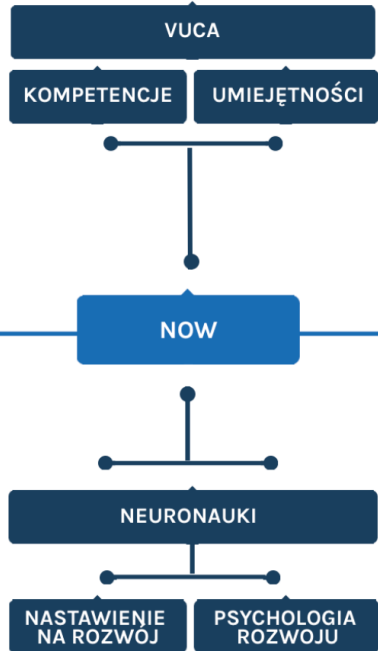 VUCA
KOMPETENCJE
UMIEJĘTNOŚCI
NOW
NEURONAUKI
NASTAWIENIE
NA ROZWÓJ
PSYCHOLOGIA
ROZWOJU